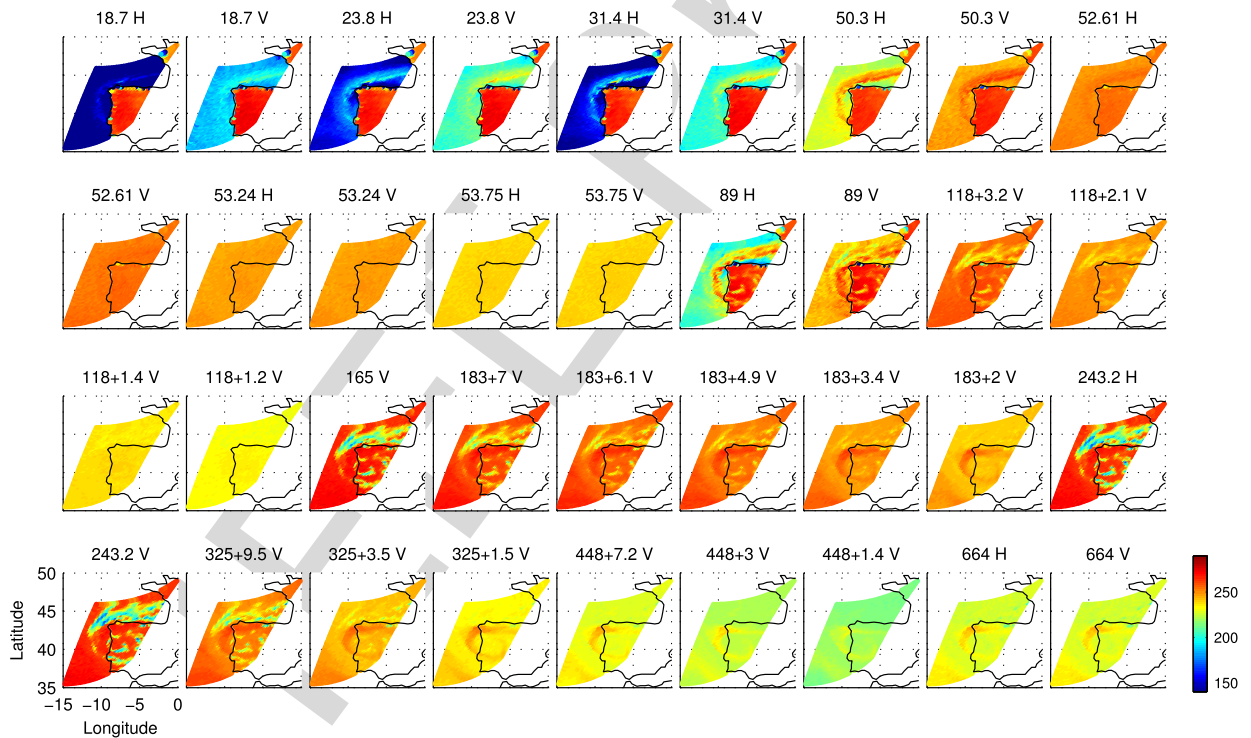 18.7 H 18.7 V 23.8 H 23.8 V 31.4 H 31.4 V 50.3 H 50.3 V 52.61 H
52.61 V 53.24 H 53.24 V 53.75 H 53.75 V 89 H 89 V 118+3.2 V 118+2.1 V
118+1.4 V 118+1.2 V 165 V 183+7 V 183+6.1 V 183+4.9 V 183+3.4 V 183+2 V 243.2 H
243.2 V 325+9.5 V 325+3.5 V 325+1.5 V 448+7.2 V 448+3 V 448+1.4 V 664 H 664 V
50
45
40
35
Latitude
−15 −10 −5 0
Longitude
250
200
150